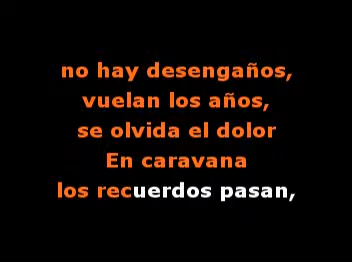 no hay desengaños,
vuelan los años,
se olvida el dolor
En caravana
los recuerdos pasan,